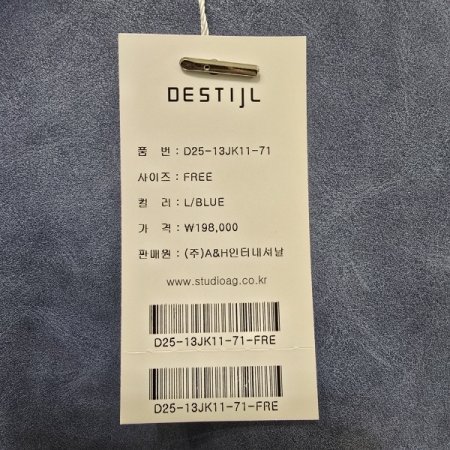 DESTIJL
품 번 : D25-13JK11-71
사이즈 : FREE
컬 러 : L/BLUE
가 격 : ₩198,000
판매원 : (주)A&H인터내셔날
www.studioag.co.kr
D25-13JK11-71-FRE
D25-13JK11-71-FRE